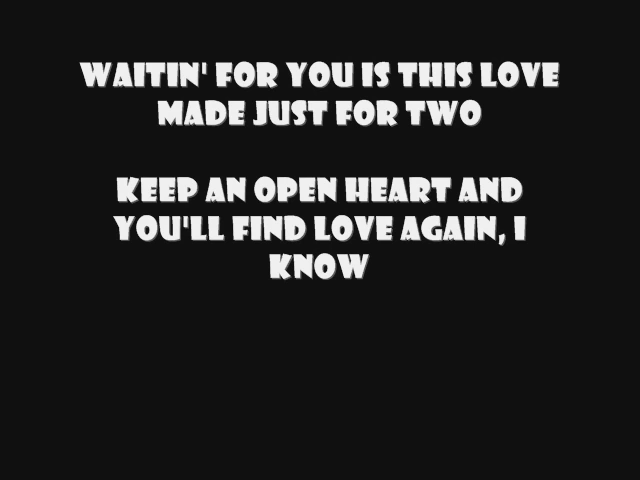 WAITIN' FOR YOU IS THIS LOVE
MADE JUST FOR TWO
KEEP AN OPEN HEART AND
YOU'LL FIND LOVE AGAIN, I
KNOW